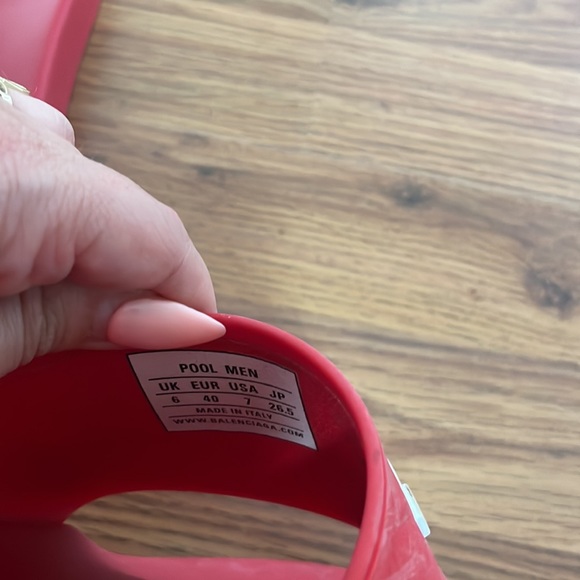 POOL MEN
UK EUR USA JP
6 40 7 26.5
MADE IN ITALY
WWW.BALENCIAGA.COM